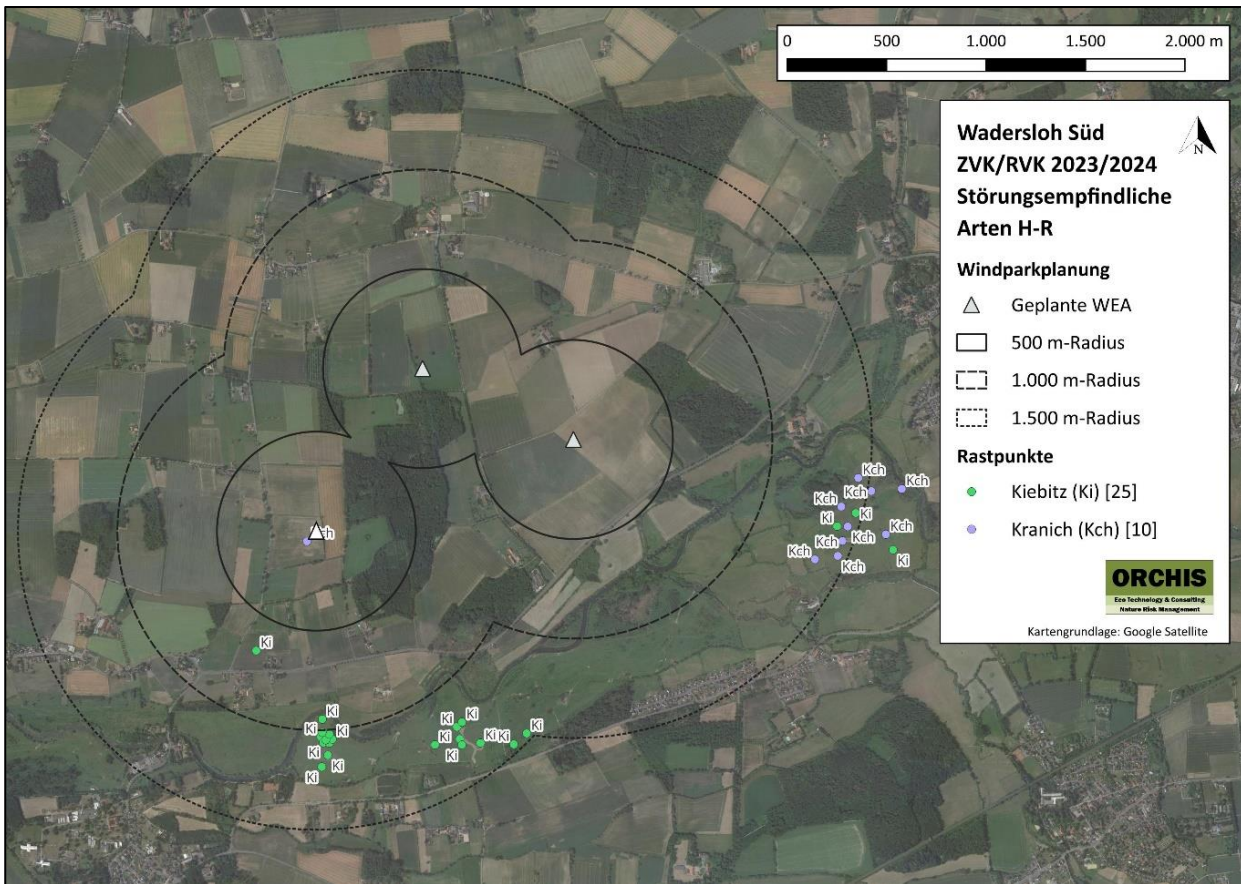 0 500 1.000 1.500 2.000 m
Wadersloh Süd
ZVK/RVK 2023/2024
Störungsempfindliche
Arten H-R
N
Windparkplanung
Geplante WEA
500 m-Radius
1.000 m-Radius
1.500 m-Radius
Rastpunkte
Kiebitz (Ki) [25]
Kranich (Kch) [10]
ORCHIS
Eco Technology & Consulting
Nature Risk Management
Kartengrundlage: Google Satellite
Kch
Kch Kch
Kch Ki
Ki Kch Kch
Kch
Kch Kch Ki
Kch
Ki
Ki Ki
Ki Ki Ki
Ki Ki Ki Ki
Ki Ki
Ki